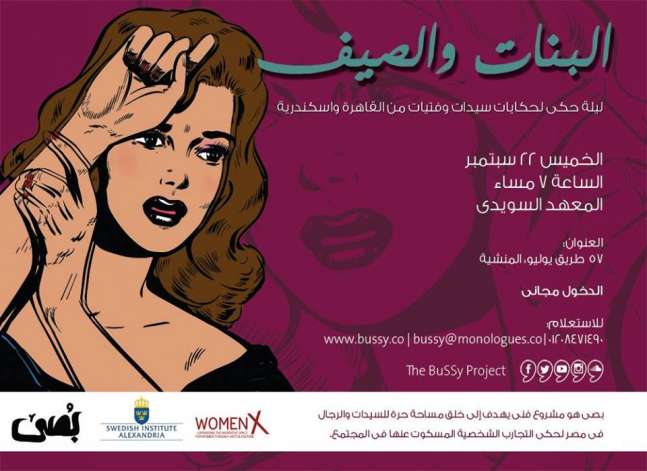 البنات والصيف
ليلة حكى لحكايات سيدات وفتيات من القاهرة واسكندرية
الخميس ٢٢ سبتمبر
الساعة ٧ مساء
المعهد السويدى
العنوان:
٥٧ طريق يوليو، المنشية
الدخول مجانى
للاستعلام:
www.bussy.co | bussy@monologues.co | ٠١٢٠٨٤٧١٤٩٠
The BuSSy Project
بصى هو مشروع فنى يهدف إلى خلق مساحة حرة للسيدات والرجال
فى مصر لحكى التجارب الشخصية المسكوت عنها فى المجتمع.
WOMENX
SWEDISH INSTITUTE
ALEXANDRIA
بُصّى